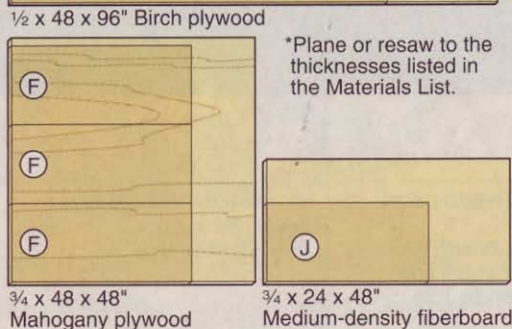 ½ x 48 x 96" Birch plywood
*Plane or resaw to the
thicknesses listed in
the Materials List.
F
F
F
J
¾ x 48 x 48"
Mahogany plywood
¾ x 24 x 48"
Medium-density fiberboard